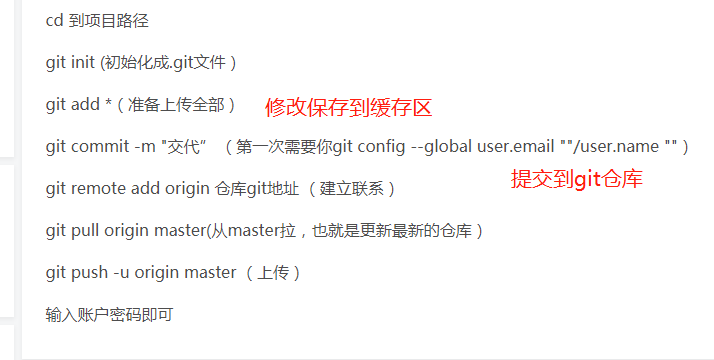 cd 到项目路径
git init (初始化成.git文件）
git add *（准备上传全部） 修改保存到缓存区
git commit -m "交代” （第一次需要你git config --global user.email ""/user.name ""）
提交到git仓库
git remote add origin 仓库git地址 （建立联系）
git pull origin master(从master拉，也就是更新最新的仓库）
git push -u origin master （上传）
输入账户密码即可